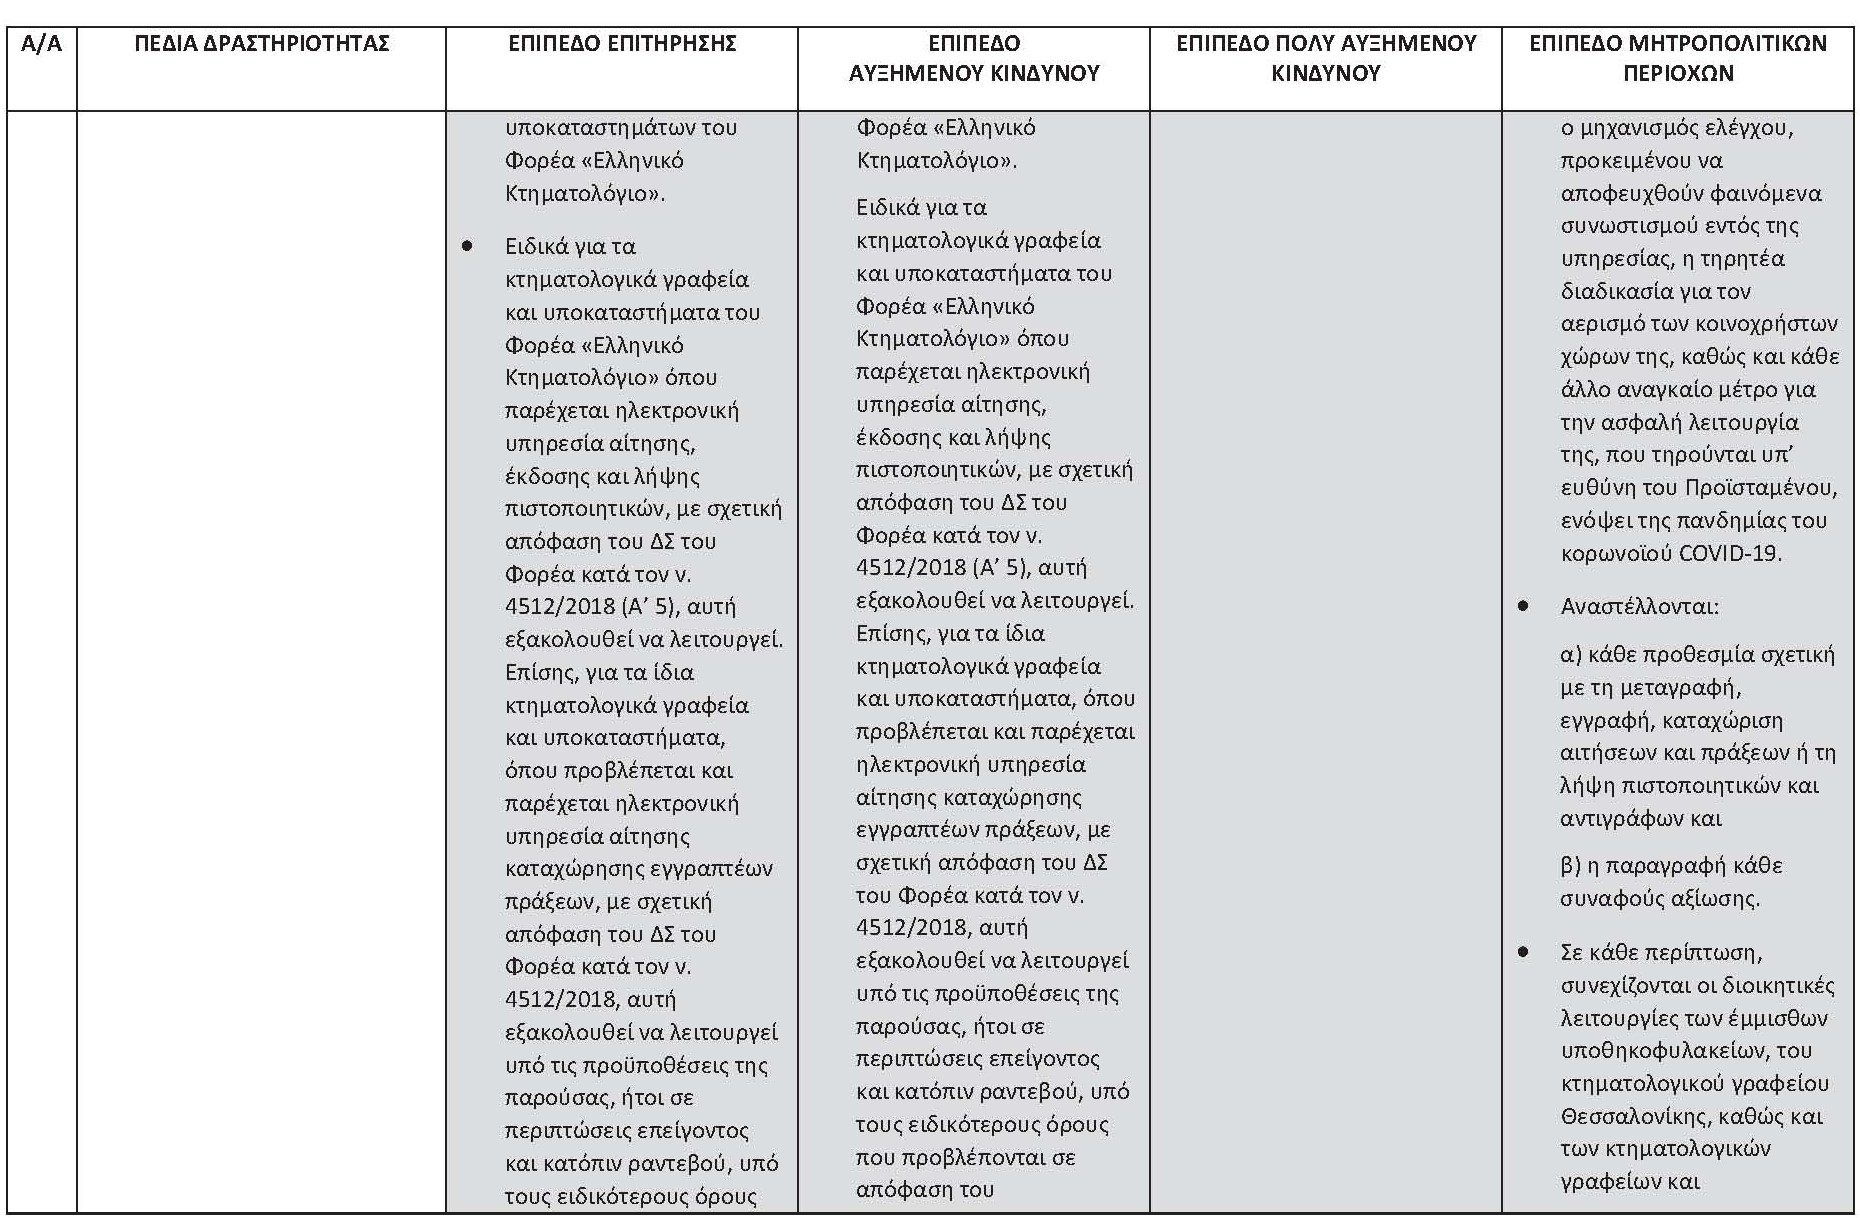 Α/Α
ΠΕΔΙΑ ΔΡΑΣΤΗΡΙΟΤΗΤΑΣ
ΕΠΙΠΕΔΟ ΕΠΙΤΗΡΗΣΗΣ
ΕΠΙΠΕΔΟ
ΑΥΞΗΜΕΝΟΥ ΚΙΝΔΥΝΟΥ
ΕΠΙΠΕΔΟ ΠΟΛΥ ΑΥΞΗΜΕΝΟΥ
ΚΙΝΔΥΝΟΥ
ΕΠΙΠΕΔΟ ΜΗΤΡΟΠΟΛΙΤΙΚΩΝ
ΠΕΡΙΟΧΩΝ
υποκαταστημάτων του
Φορέα «Ελληνικό
Κτηματολόγιο».
• Ειδικά για τα
κτηματολογικά γραφεία
και υποκαταστήματα του
Φορέα «Ελληνικό
Κτηματολόγιο» όπου
παρέχεται ηλεκτρονική
υπηρεσία αίτησης,
έκδοσης και λήψης
πιστοποιητικών, με σχετική
απόφαση του ΔΣ του
Φορέα κατά τον ν.
4512/2018 (Α’ 5), αυτή
εξακολουθεί να λειτουργεί.
Επίσης, για τα ίδια
κτηματολογικά γραφεία
και υποκαταστήματα,
όπου προβλέπεται και
παρέχεται ηλεκτρονική
υπηρεσία αίτησης
καταχώρησης εγγραπτέων
πράξεων, με σχετική
απόφαση του ΔΣ του
Φορέα κατά τον ν.
4512/2018, αυτή
εξακολουθεί να λειτουργεί
υπό τις προϋποθέσεις της
παρούσας, ήτοι σε
περιπτώσεις επείγοντος
και κατόπιν ραντεβού, υπό
τους ειδικότερους όρους
Φορέα «Ελληνικό
Κτηματολόγιο».
Ειδικά για τα
κτηματολογικά γραφεία
και υποκαταστήματα του
Φορέα «Ελληνικό
Κτηματολόγιο» όπου
παρέχεται ηλεκτρονική
υπηρεσία αίτησης,
έκδοσης και λήψης
πιστοποιητικών, με σχετική
απόφαση του ΔΣ του
Φορέα κατά τον ν.
4512/2018 (Α’ 5), αυτή
εξακολουθεί να λειτουργεί.
Επίσης, για τα ίδια
κτηματολογικά γραφεία
και υποκαταστήματα, όπου
προβλέπεται και παρέχεται
ηλεκτρονική υπηρεσία
αίτησης καταχώρησης
εγγραπτέων πράξεων, με
σχετική απόφαση του ΔΣ
του Φορέα κατά τον ν.
4512/2018, αυτή
εξακολουθεί να λειτουργεί
υπό τις προϋποθέσεις της
παρούσας, ήτοι σε
περιπτώσεις επείγοντος
και κατόπιν ραντεβού, υπό
τους ειδικότερους όρους
που προβλέπονται σε
απόφαση του
ο μηχανισμός ελέγχου,
προκειμένου να
αποφευχθούν φαινόμενα
συνωστισμού εντός της
υπηρεσίας, η τηρητέα
διαδικασία για τον
αερισμό των κοινοχρήστων
χώρων της, καθώς και κάθε
άλλο αναγκαίο μέτρο για
την ασφαλή λειτουργία
της, που τηρούνται υπ’
ευθύνη του Προϊσταμένου,
ενόψει της πανδημίας του
κορωνοϊού COVID-19.
• Αναστέλλονται:
α) κάθε προθεσμία σχετική
με τη μεταγραφή,
εγγραφή, καταχώριση
αιτήσεων και πράξεων ή τη
λήψη πιστοποιητικών και
αντιγράφων και
β) η παραγραφή κάθε
συναφούς αξίωσης.
• Σε κάθε περίπτωση,
συνεχίζονται οι διοικητικές
λειτουργίες των έμμισθων
υποθηκοφυλακείων, του
κτηματολογικού γραφείου
Θεσσαλονίκης, καθώς και
των κτηματολογικών
γραφείων και